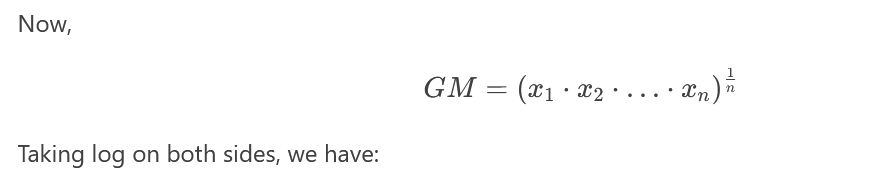 Now,
GM = (x₁ · x₂ · … · xₙ)^{1/n}
Taking log on both sides, we have: